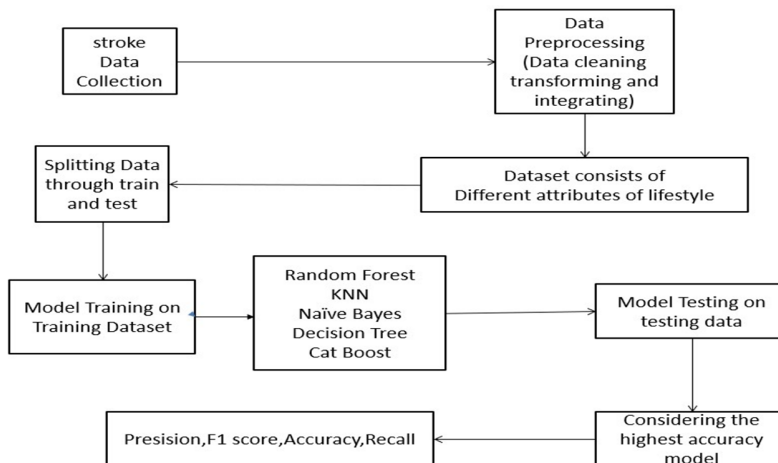 stroke
Data
Collection
Data
Preprocessing
(Data cleaning
transforming and
integrating)
Dataset consists of
Different attributes of lifestyle
Splitting Data
through train
and test
Model Training on
Training Dataset
Random Forest
KNN
Naïve Bayes
Decision Tree
Cat Boost
Model Testing on
testing data
Considering the
highest accuracy
model
Presision,F1 score,Accuracy,Recall